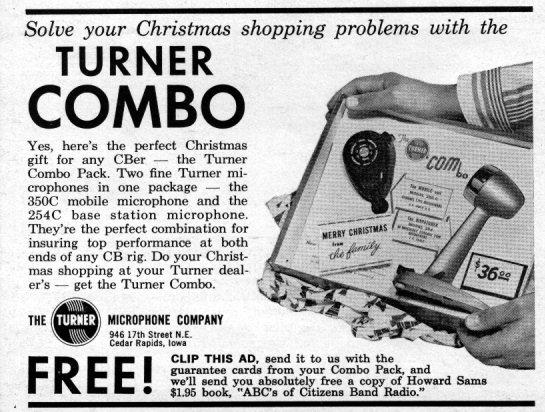 Solve your Christmas shopping problems with the
TURNER
COMBO
Yes, here's the perfect Christmas
gift for any CBer — the Turner
Combo Pack. Two fine Turner mi-
crophones in one package — the
350C mobile microphone and the
254C base station microphone.
They're the perfect combination for
insuring top performance at both
ends of any CB rig. Do your Christ-
mas shopping at your Turner deal-
er's — get the Turner Combo.
The
TURNER
COMBO
MERRY CHRISTMAS
from
the family
$36.00
THE TURNER MICROPHONE COMPANY
946 17th Street N.E.
Cedar Rapids, Iowa
FREE!
CLIP THIS AD, send it to us with the
guarantee cards from your Combo Pack, and
we'll send you absolutely free a copy of Howard Sams
$1.95 book, "ABC's of Citizens Band Radio."